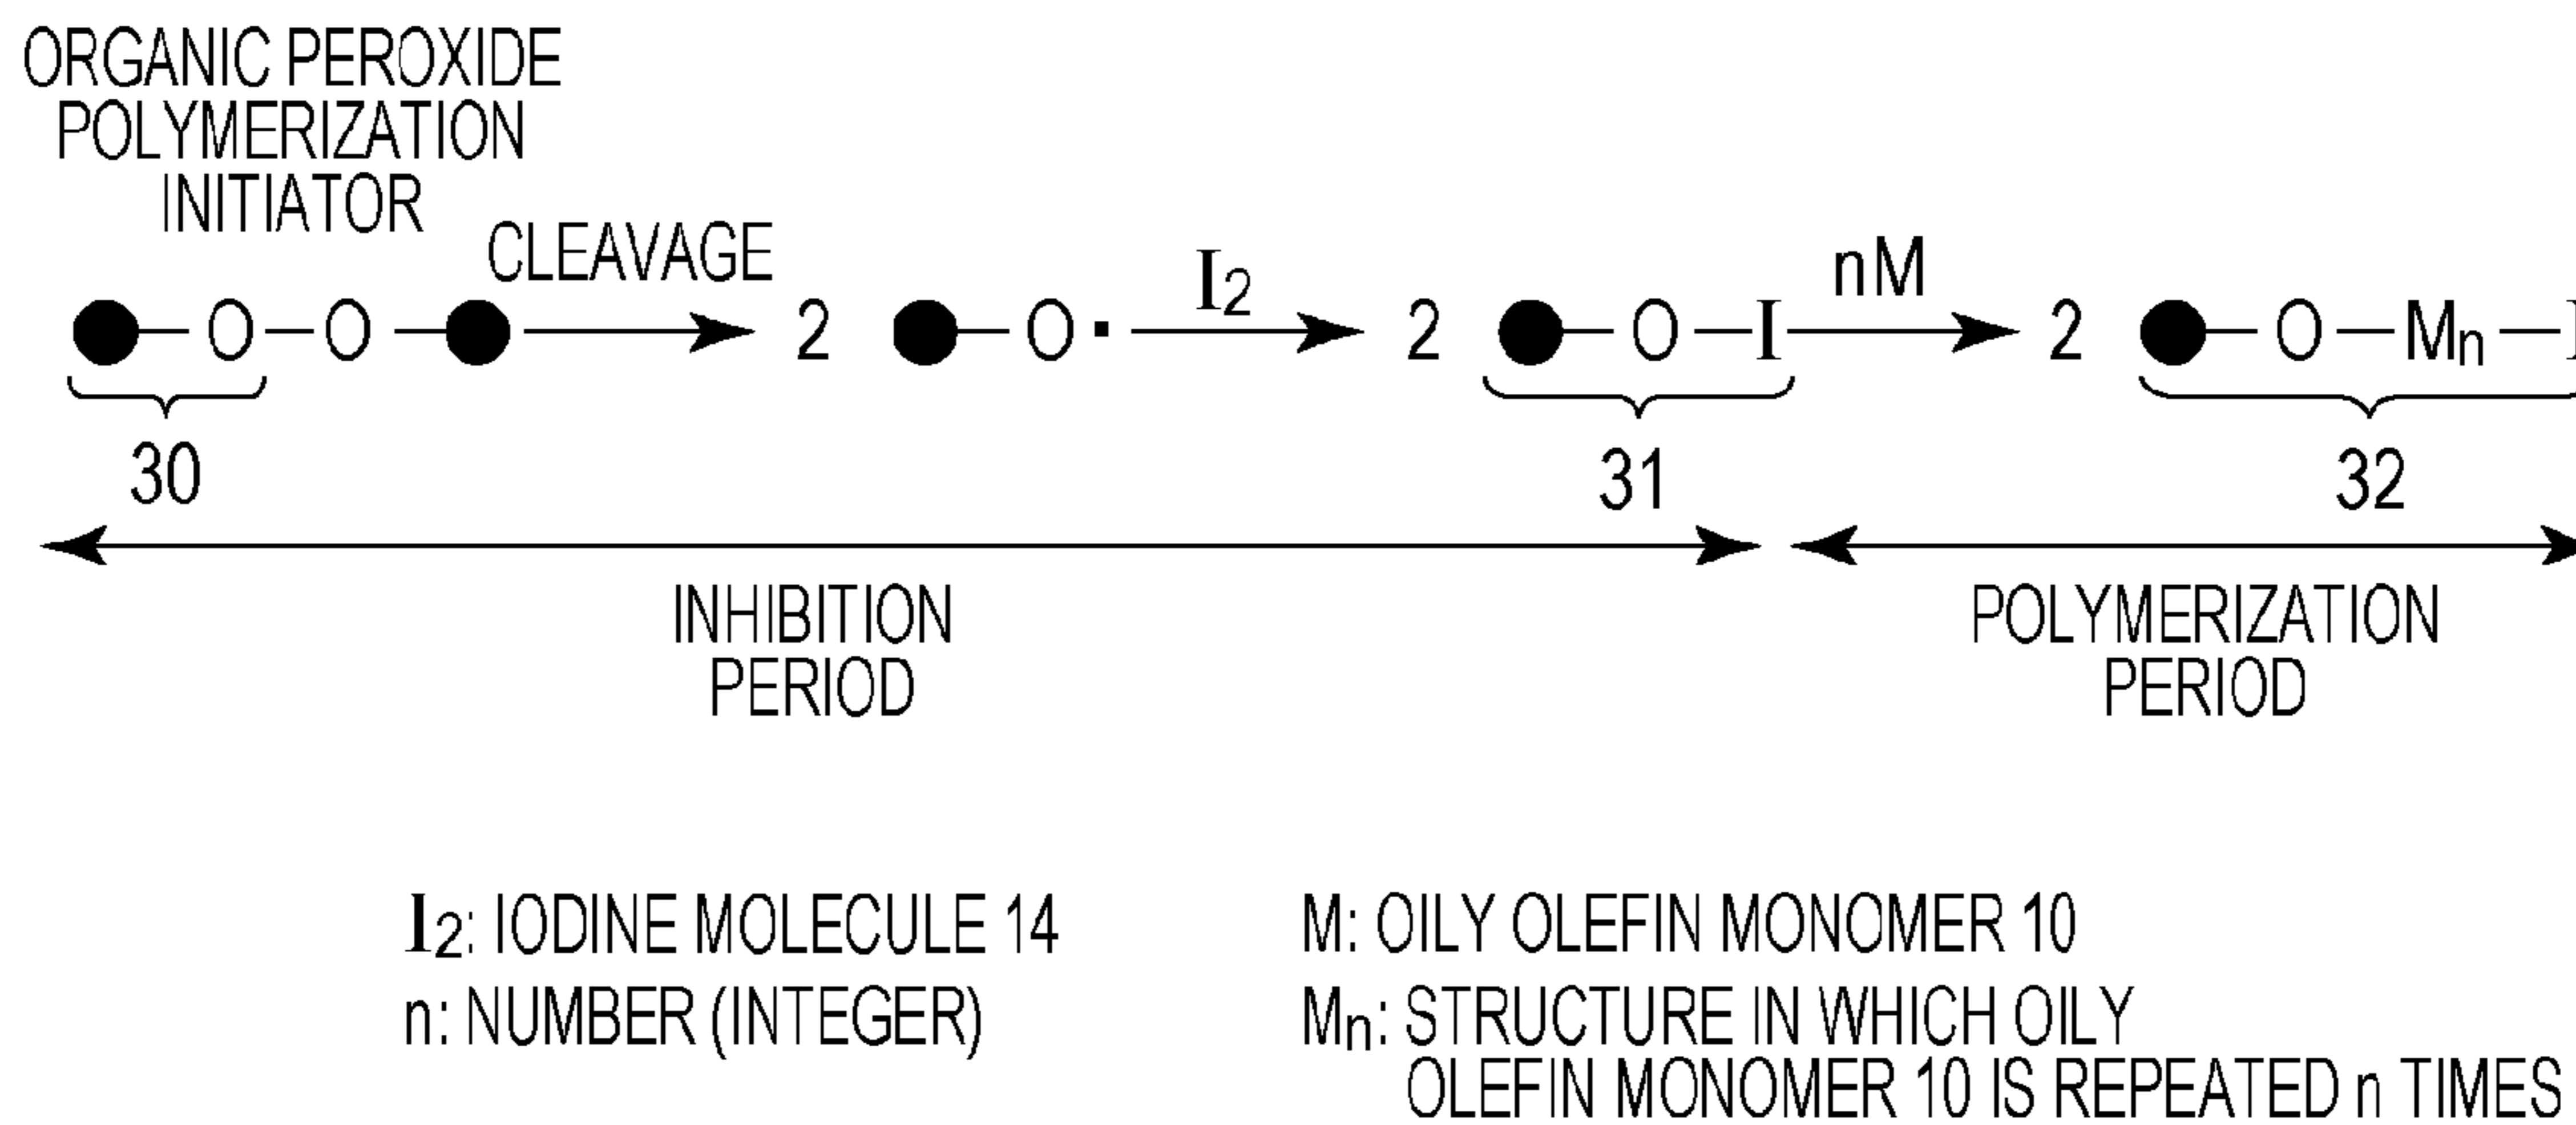 ORGANIC PEROXIDE
POLYMERIZATION
INITIATOR
CLEAVAGE
I2
nM
O O 2 O · 2 O I 2 O Mn I
30 31 32
INHIBITION
PERIOD
POLYMERIZATION
PERIOD
I2: IODINE MOLECULE 14
n: NUMBER (INTEGER)
M: OILY OLEFIN MONOMER 10
Mn: STRUCTURE IN WHICH OILY
OLEFIN MONOMER 10 IS REPEATED n TIMES